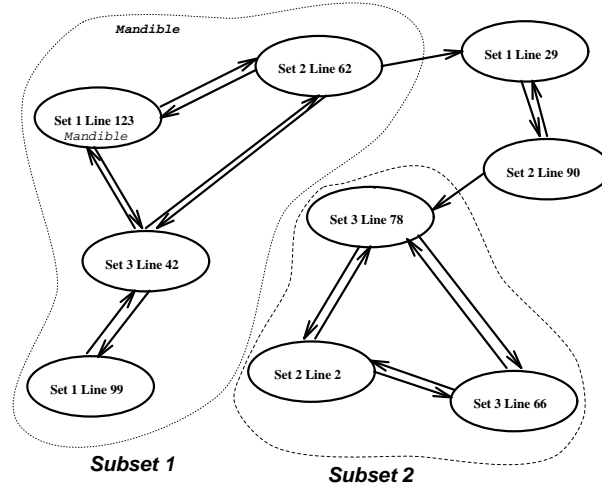 Mandible
Set 2 Line 62
Set 1 Line 29
Set 1 Line 123
Mandible
Set 2 Line 90
Set 3 Line 78
Set 3 Line 42
Set 2 Line 2
Set 1 Line 99
Set 3 Line 66
Subset 1
Subset 2